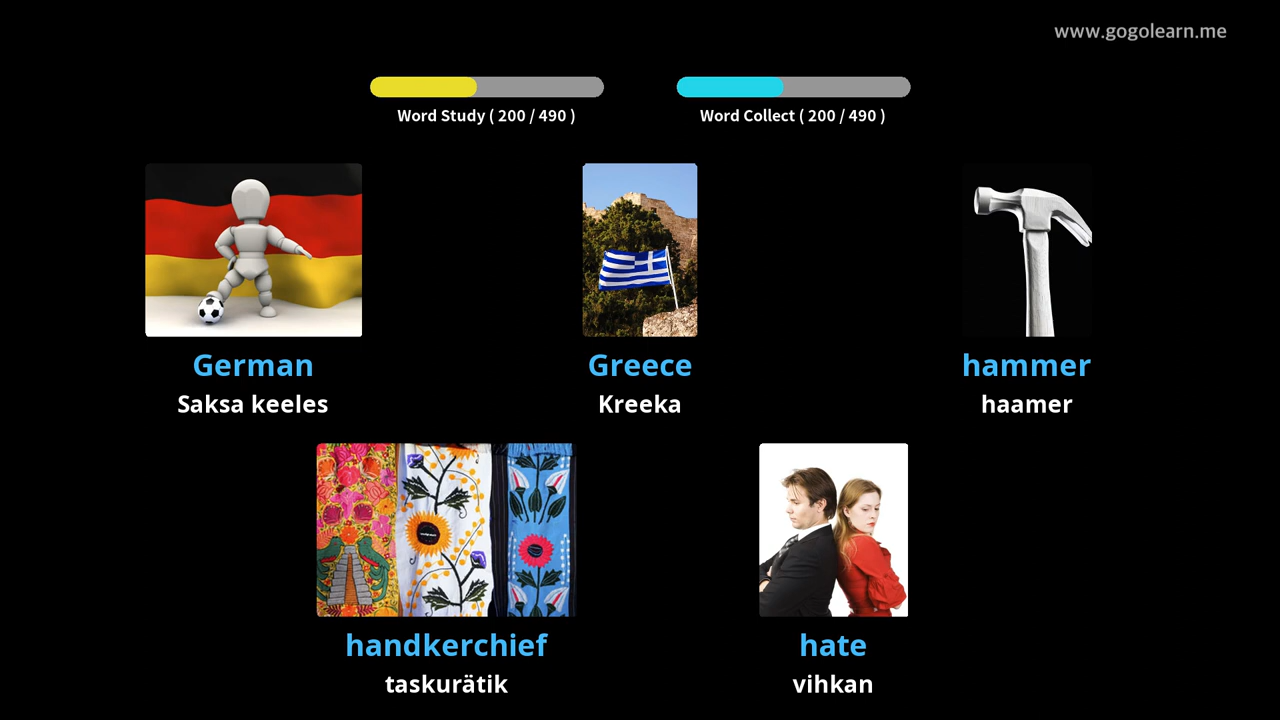 www.gogolearn.me
Word Study ( 200 / 490 )
Word Collect ( 200 / 490 )
German
Saksa keeles
Greece
Kreeka
hammer
haamer
handkerchief
taskurätik
hate
vihkan